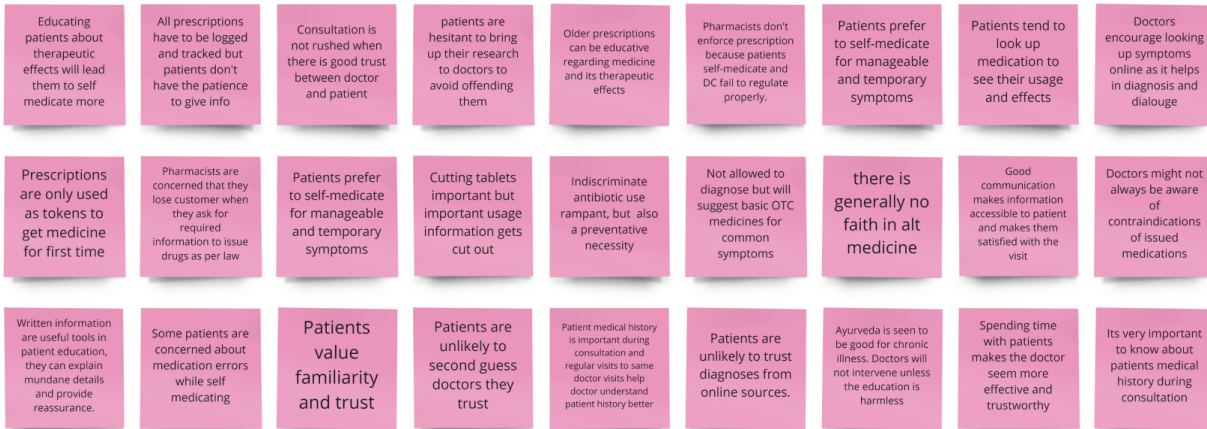 Educating
patients about
therapeutic
effects will lead
them to self
medicate more
All prescriptions
have to be logged
and tracked but
patients don't
have the patience
to give info
Consultation is
not rushed when
there is good trust
between doctor
and patient
patients are
hesitant to bring
up their research
to doctors to
avoid offending
them
Older prescriptions
can be educative
regarding medicine
and its therapeutic
effects
Pharmacists don't
enforce prescription
because patients
self-medicate and
DC fail to regulate
properly.
Patients prefer
to self-medicate
for manageable
and temporary
symptoms
Patients tend to
look up
medication to
see their usage
and effects
Doctors
encourage looking
up symptoms
online as it helps
in diagnosis and
dialouge
Prescriptions
are only used
as tokens to
get medicine
for first time
Pharmacists are
concerned that they
lose customer when
they ask for
required
information to issue
drugs as per law
Patients prefer
to self-medicate
for manageable
and temporary
symptoms
Cutting tablets
important but
important usage
information gets
cut out
Indiscriminate
antibiotic use
rampant, but also
a preventative
necessity
Not allowed to
diagnose but will
suggest basic OTC
medicines for
common
symptoms
there is
generally no
faith in alt
medicine
Good
communication
makes information
accessible to patient
and makes them
satisfied with the
visit
Doctors might not
always be aware
of
contraindications
of issued
medications
Written information
are useful tools in
patient education,
they can explain
mundane details
and provide
reassurance.
Some patients are
concerned about
medication errors
while self
medicating
Patients
value
familiarity
and trust
Patients are
unlikely to
second guess
doctors they
trust
Patient medical history
is important during
consultation and
regular visits to same
doctor visits help
doctor understand
patient history better
Patients are
unlikely to trust
diagnoses from
online sources.
Ayurveda is seen to
be good for chronic
illness. Doctors will
not intervene unless
the education is
harmless
Spending time
with patients
makes the doctor
seem more
effective and
trustworthy
Its very important
to know about
patients medical
history during
consultation